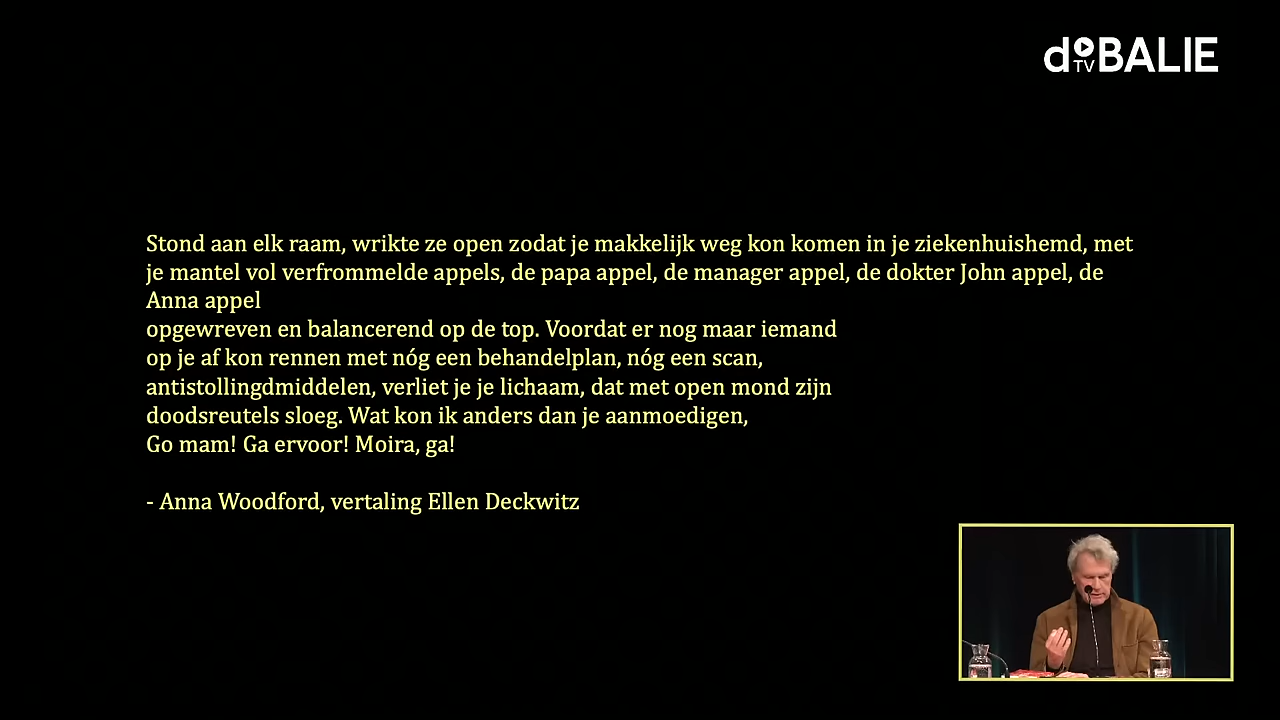 doTVBALIE
Stond aan elk raam, wrikte ze open zodat je makkelijk weg kon komen in je ziekenhuishemd, met
je mantel vol verfrommelde appels, de papa appel, de manager appel, de dokter John appel, de
Anna appel
opgewreven en balancerend op de top. Voordat er nog maar iemand
op je af kon rennen met nóg een behandelplan, nóg een scan,
antistollingdmiddelen, verliet je je lichaam, dat met open mond zijn
doodsreutels sloeg. Wat kon ik anders dan je aanmoedigen,
Go mam! Ga ervoor! Moira, ga!
- Anna Woodford, vertaling Ellen Deckwitz